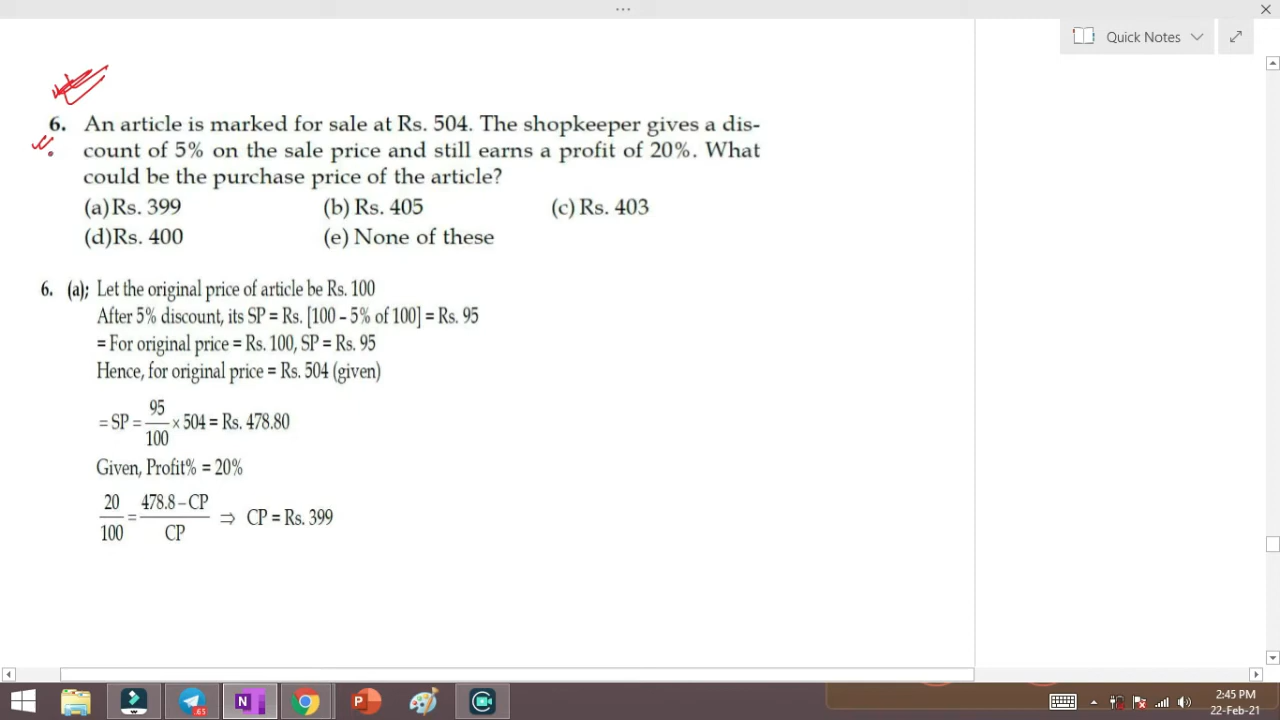 Quick Notes
6. An article is marked for sale at Rs. 504. The shopkeeper gives a dis-
count of 5% on the sale price and still earns a profit of 20%. What
could be the purchase price of the article?
(a) Rs. 399 (b) Rs. 405 (c) Rs. 403
(d) Rs. 400 (e) None of these
6. (a); Let the original price of article be Rs. 100
After 5% discount, its SP = Rs. [100 – 5% of 100] = Rs. 95
= For original price = Rs. 100, SP = Rs. 95
Hence, for original price = Rs. 504 (given)
= SP = 95/100 × 504 = Rs. 478.80
Given, Profit% = 20%
20/100 = 478.8 – CP/CP ⇒ CP = Rs. 399
65
2:45 PM
22-Feb-21